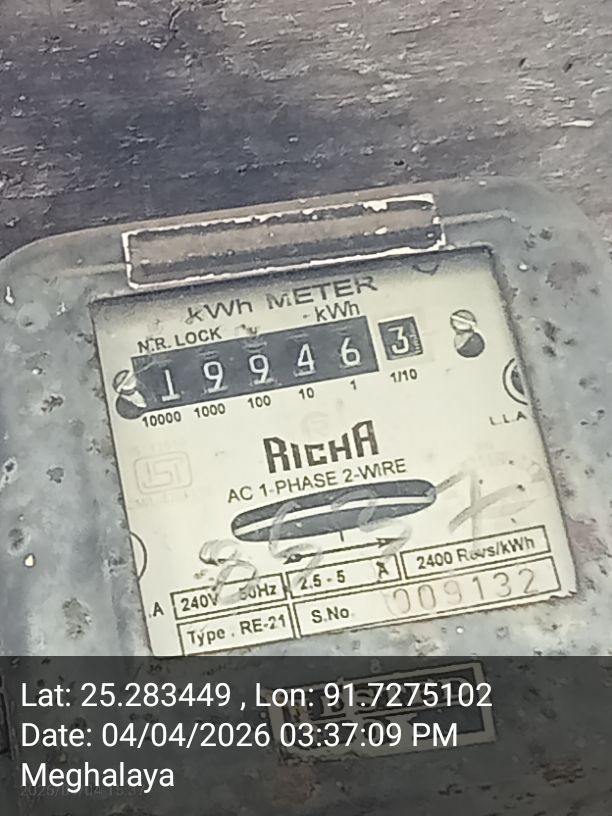 kWh METER
kWh
N.R. LOCK
1 9 9 4 6 3
10000 1000 100 10 1 1/10
RICHA
AC 1-PHASE 2-WIRE
L.L.A
240V 50Hz 2.5 - 5 A 2400 Revs/kWh
Type . RE-21 S.No. 009132
Lat: 25.283449 , Lon: 91.7275102
Date: 04/04/2026 03:37:09 PM
Meghalaya